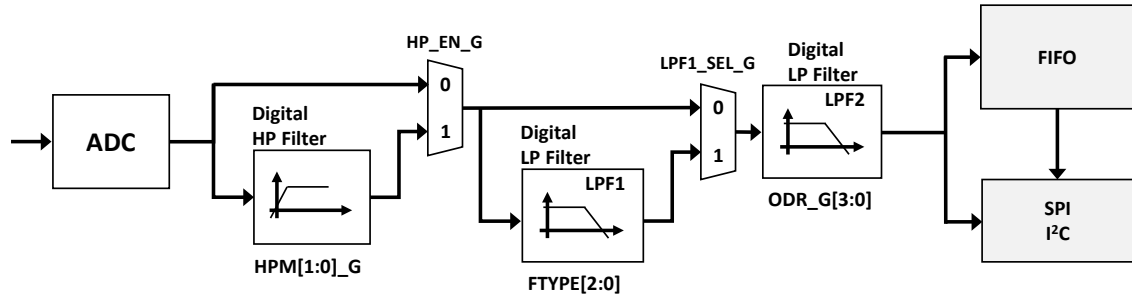 ADC
Digital
HP Filter
HPM[1:0]_G
HP_EN_G
0
1
Digital
LP Filter
LPF1
FTYPE[2:0]
LPF1_SEL_G
0
1
Digital
LP Filter
LPF2
ODR_G[3:0]
FIFO
SPI
I²C